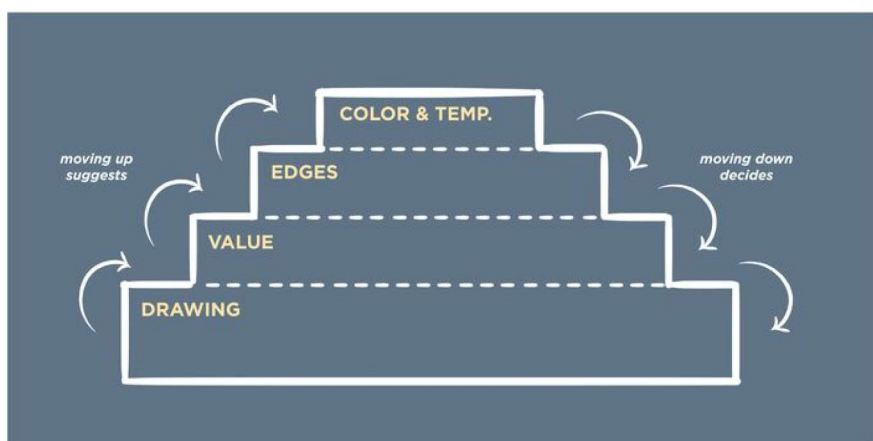 COLOR & TEMP.
moving up
suggests
EDGES
moving down
decides
VALUE
DRAWING